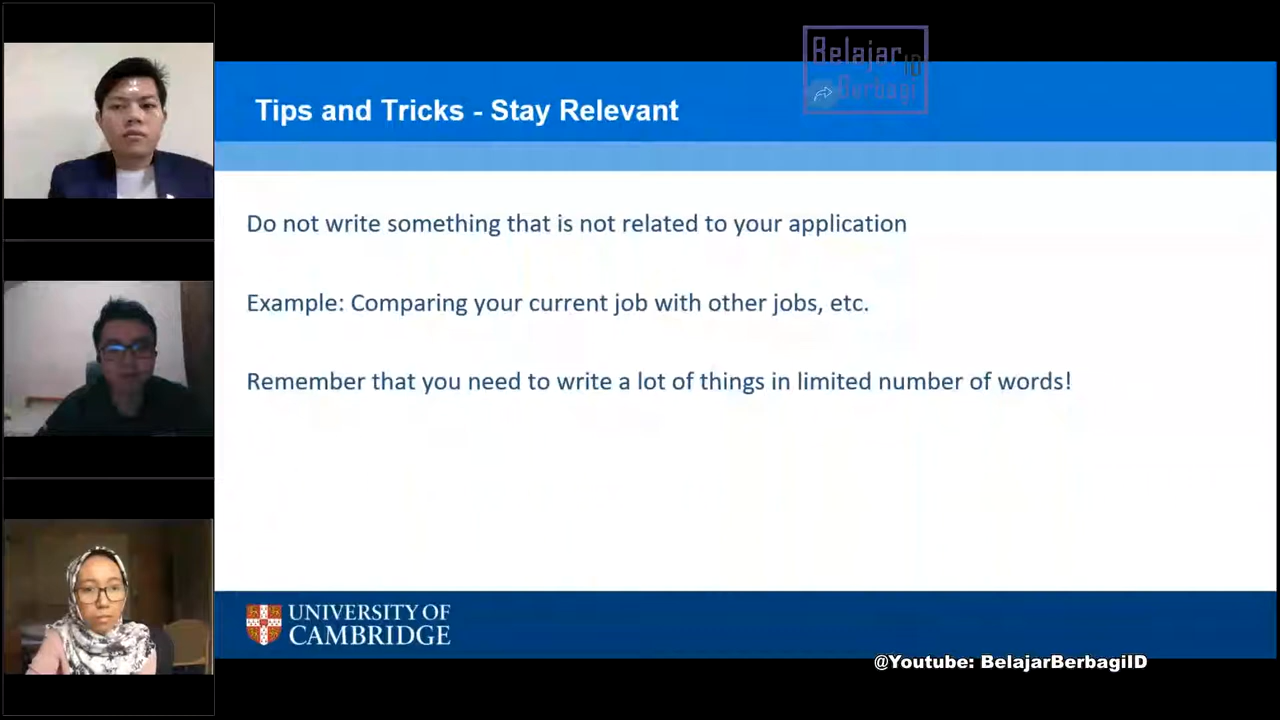 Belajar
ID
Berbagi
Tips and Tricks - Stay Relevant
Do not write something that is not related to your application
Example: Comparing your current job with other jobs, etc.
Remember that you need to write a lot of things in limited number of words!
UNIVERSITY OF
CAMBRIDGE
@Youtube: BelajarBerbagiID